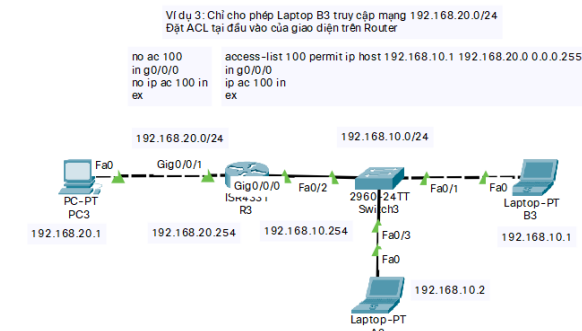 Ví dụ 3: Chỉ cho phép Laptop B3 truy cập mạng 192.168.20.0/24
Đặt ACL tại đầu vào của giao diện trên Router
no ac 100
in g0/0/0
no ip ac 100 in
ex
access-list 100 permit ip host 192.168.10.1 192.168.20.0 0.0.0.255
in g0/0/0
ip ac 100 in
ex
192.168.20.0/24
192.168.10.0/24
Fa0
Gig0/0/1
Gig0/0/0
Fa0/2
Fa0/1
Fa0
PC-PT
PC3
ISR4331
R3
2960-24TT
Switch3
Laptop-PT
B3
192.168.20.1
192.168.20.254
192.168.10.254
192.168.10.1
Fa0/3
Fa0
192.168.10.2
Laptop-PT